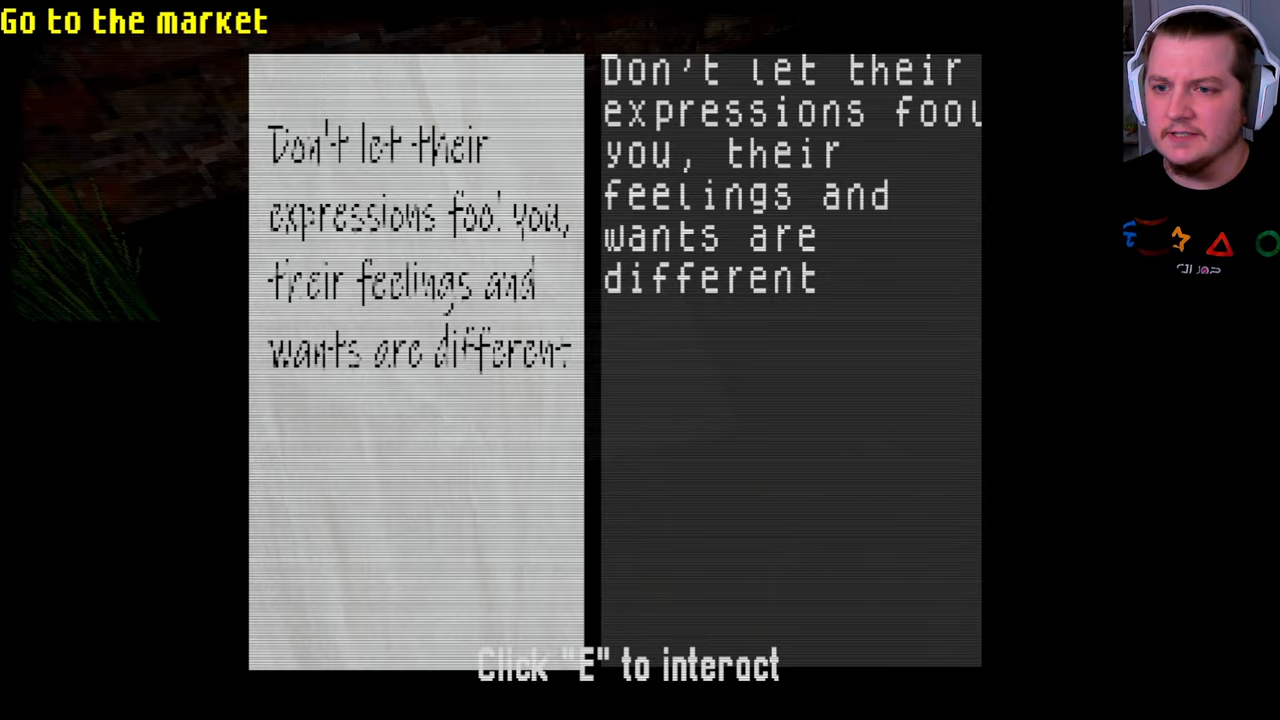 Go to the market
Don't let their
expressions fool you,
their feelings and
wants are different
Don't let their
expressions fool
you, their
feelings and
wants are
different
Click "E" to interact